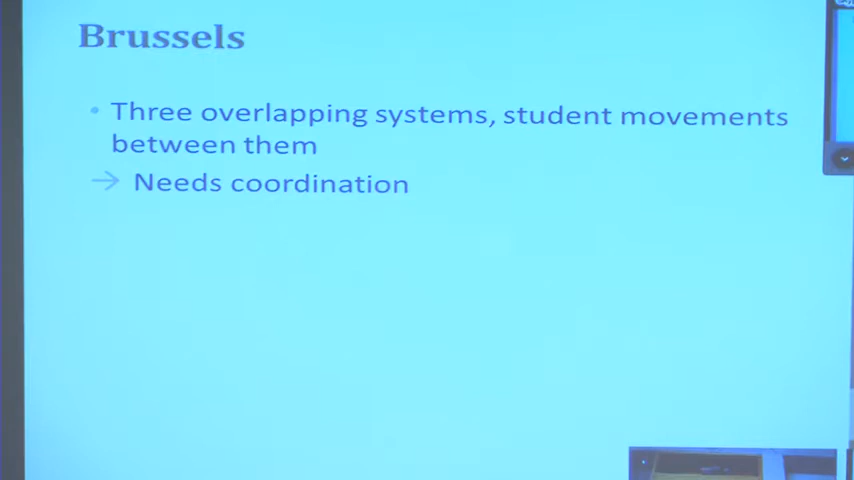 Brussels
• Three overlapping systems, student movements
between them
→ Needs coordination